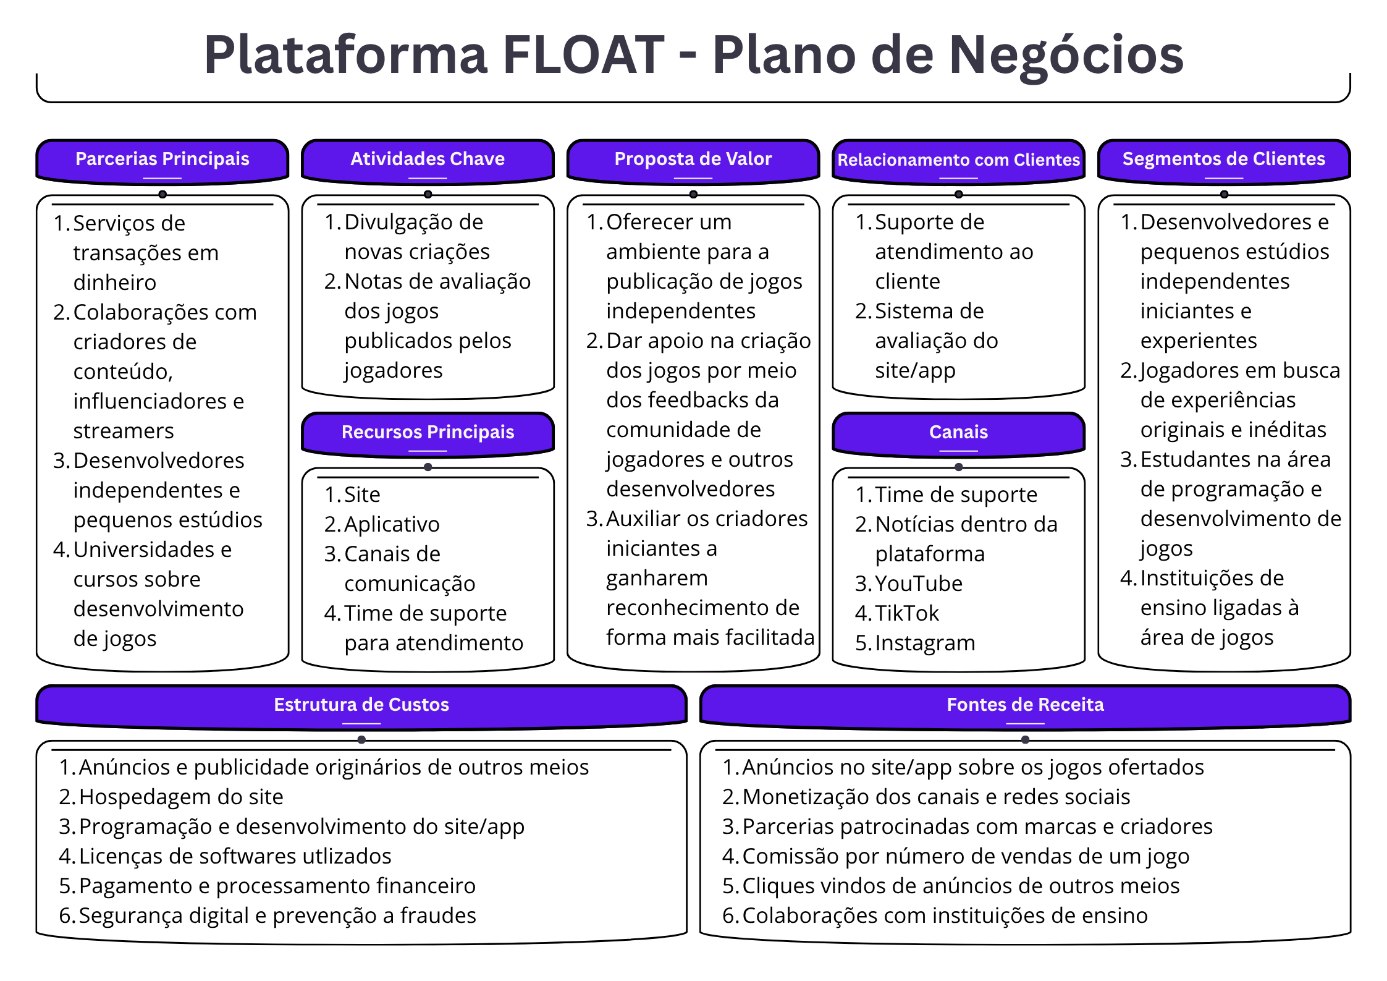 Plataforma FLOAT - Plano de Negócios
Parcerias Principais
1. Serviços de
transações em
dinheiro
2. Colaborações com
criadores de
conteúdo,
influenciadores e
streamers
3. Desenvolvedores
independentes e
pequenos estúdios
4. Universidades e
cursos sobre
desenvolvimento
de jogos
Atividades Chave
1. Divulgação de
novas criações
2. Notas de avaliação
dos jogos
publicados pelos
jogadores
Recursos Principais
1. Site
2. Aplicativo
3. Canais de
comunicação
4. Time de suporte
para atendimento
Proposta de Valor
1. Oferecer um
ambiente para a
publicação de jogos
independentes
2. Dar apoio na criação
dos jogos por meio
dos feedbacks da
comunidade de
jogadores e outros
desenvolvedores
3. Auxiliar os criadores
iniciantes a
ganharem
reconhecimento de
forma mais facilitada
Relacionamento com Clientes
1. Suporte de
atendimento ao
cliente
2. Sistema de
avaliação do
site/app
Canais
1. Time de suporte
2. Notícias dentro da
plataforma
3. YouTube
4. TikTok
5. Instagram
Segmentos de Clientes
1. Desenvolvedores e
pequenos estúdios
independentes
iniciantes e
experientes
2. Jogadores em busca
de experiências
originais e inéditas
3. Estudantes na área
de programação e
desenvolvimento de
jogos
4. Instituições de
ensino ligadas à
área de jogos
Estrutura de Custos
1. Anúncios e publicidade originários de outros meios
2. Hospedagem do site
3. Programação e desenvolvimento do site/app
4. Licenças de softwares utlizados
5. Pagamento e processamento financeiro
6. Segurança digital e prevenção a fraudes
Fontes de Receita
1. Anúncios no site/app sobre os jogos ofertados
2. Monetização dos canais e redes sociais
3. Parcerias patrocinadas com marcas e criadores
4. Comissão por número de vendas de um jogo
5. Cliques vindos de anúncios de outros meios
6. Colaborações com instituições de ensino